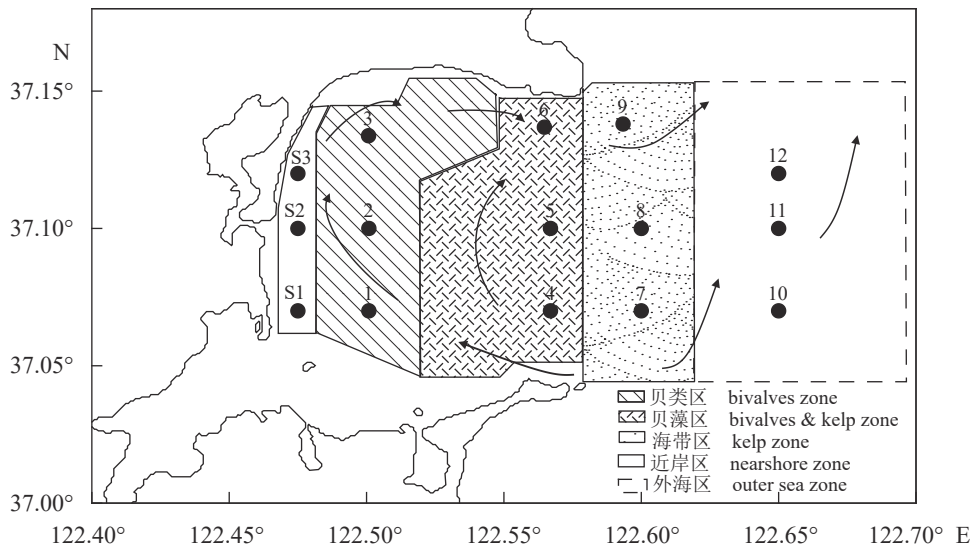 N
37.15°
37.10°
37.05°
37.00°
6
9
3
S3
12
S2
2
5
8
11
S1
1
4
7
10
贝类区 bivalves zone
贝藻区 bivalves & kelp zone
海带区 kelp zone
近岸区 nearshore zone
外海区 outer sea zone
122.40° 122.45° 122.50° 122.55° 122.60° 122.65° 122.70° E